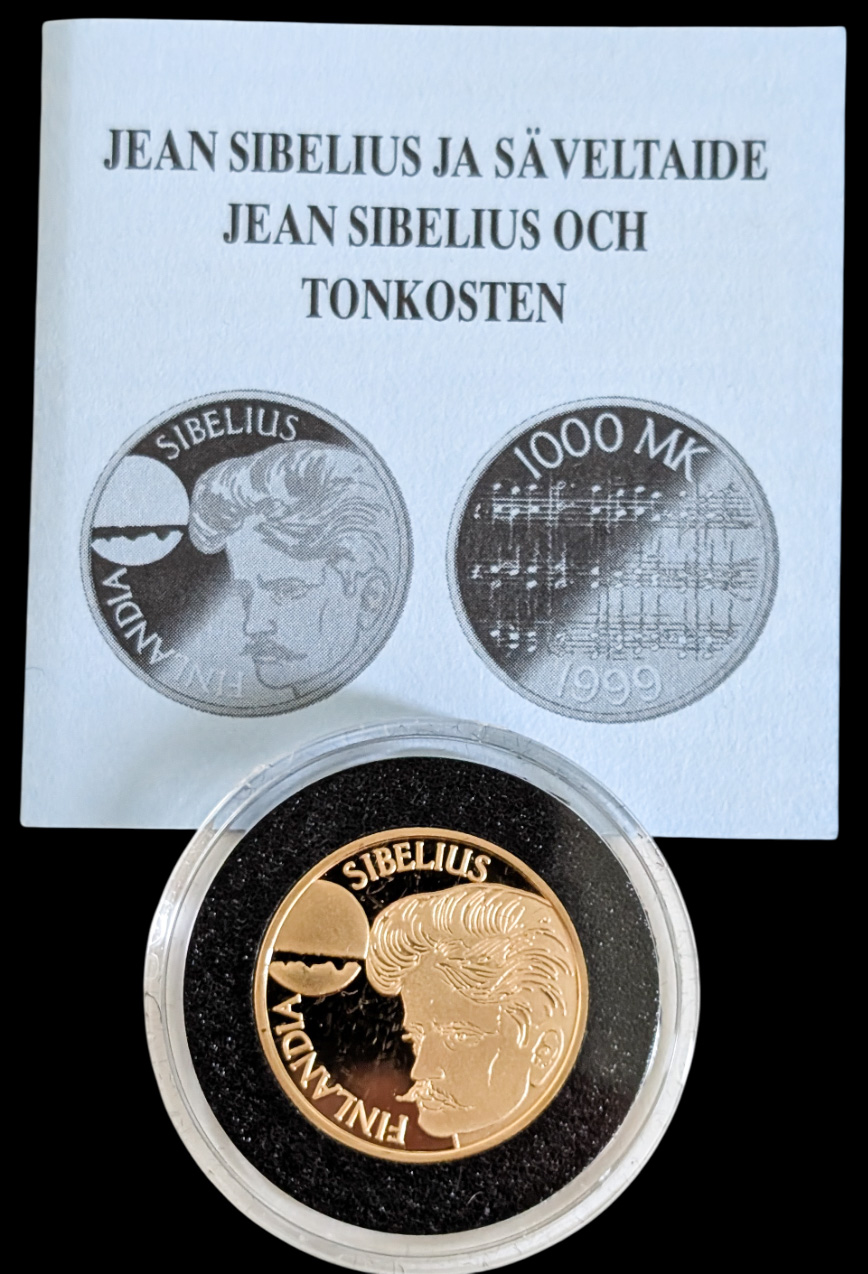 JEAN SIBELIUS JA SÄVELTAIDE
JEAN SIBELIUS OCH
TONKOSTEN
SIBELIUS
FINLANDIA
1000 MK
1999
SIBELIUS
FINLANDIA